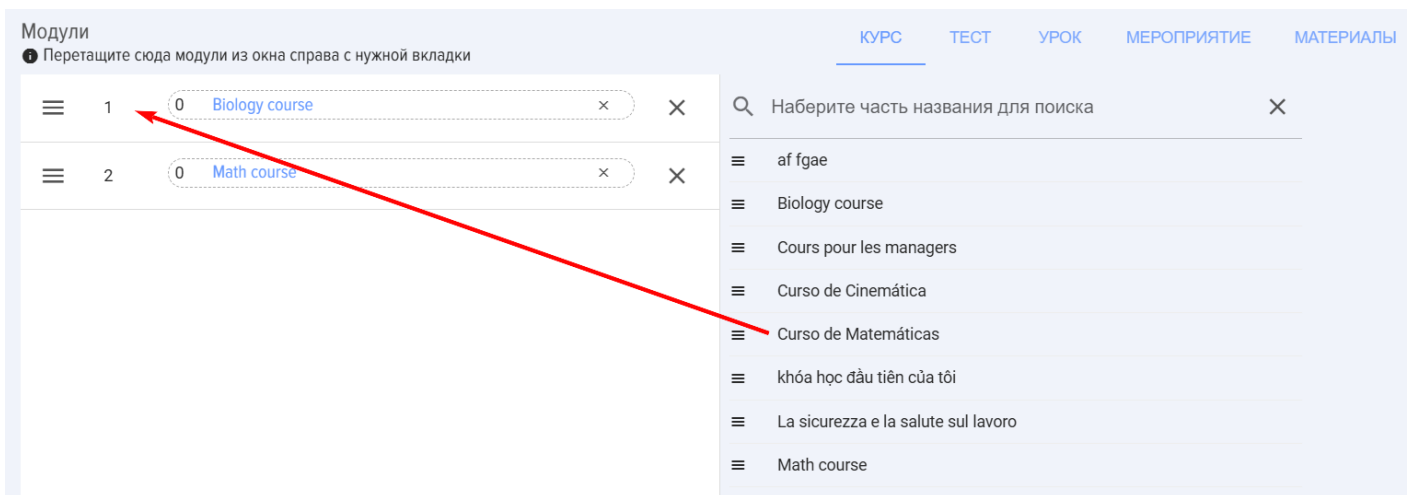 Модули
Перетащите сюда модули из окна справа с нужной вкладки
КУРС ТЕСТ УРОК МЕРОПРИЯТИЕ МАТЕРИАЛЫ
1 0 Biology course
2 0 Math course
Наберите часть названия для поиска
af fgae
Biology course
Cours pour les managers
Curso de Cinemática
Curso de Matemáticas
khóa học đầu tiên của tôi
La sicurezza e la salute sul lavoro
Math course